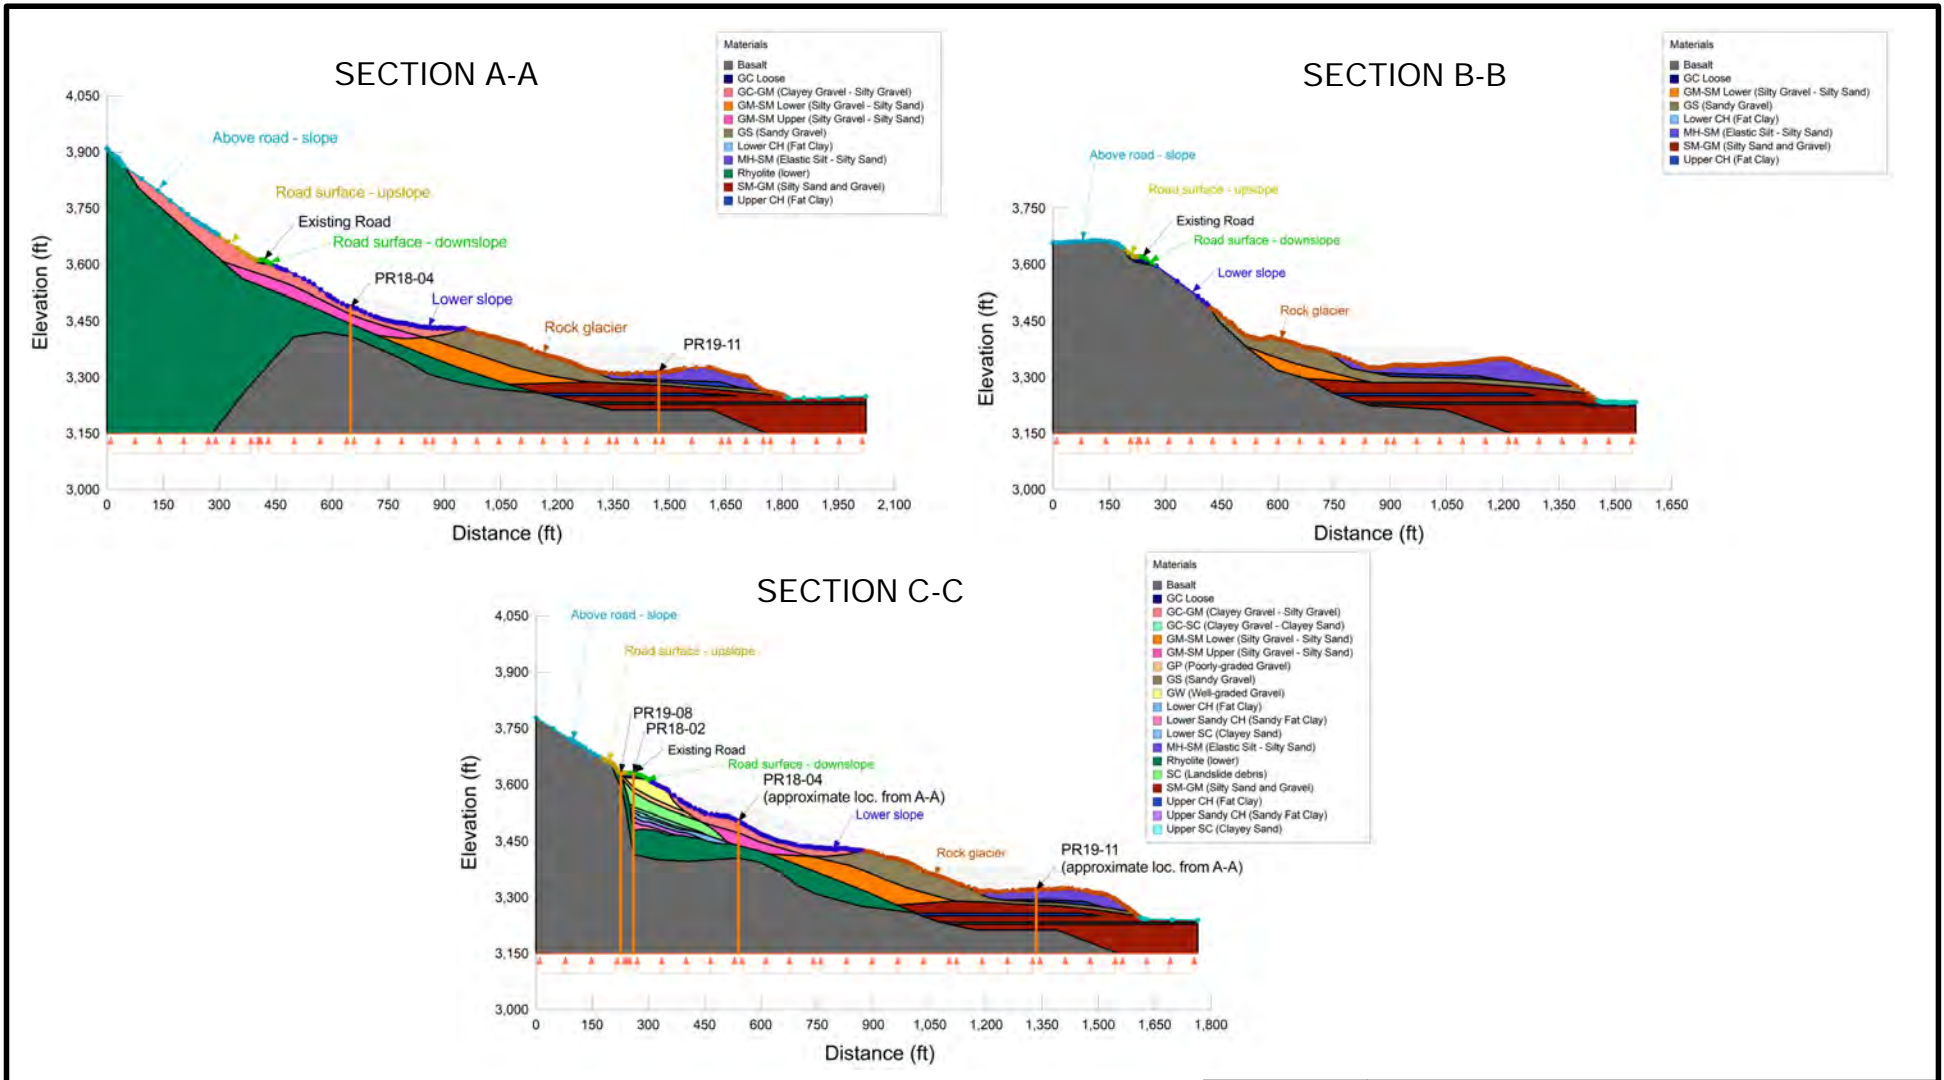 SECTION A-A
Materials
Basalt
GC Loose
GC-GM (Clayey Gravel - Silty Gravel)
GM-SM Lower (Silty Gravel - Silty Sand)
GM-SM Upper (Silty Gravel - Silty Sand)
GS (Sandy Gravel)
Lower CH (Fat Clay)
MH-SM (Elastic Silt - Silty Sand)
Rhyolite (lower)
SM-GM (Silty Sand and Gravel)
Upper CH (Fat Clay)
4,050
3,900
3,750
3,600
3,450
3,300
3,150
3,000
Elevation (ft)
Above road - slope
Road surface - upslope
Existing Road
Road surface - downslope
PR18-04
Lower slope
Rock glacier
PR19-11
0 150 300 450 600 750 900 1,050 1,200 1,350 1,500 1,650 1,800 1,950 2,100
Distance (ft)
SECTION B-B
Materials
Basalt
GC Loose
GM-SM Lower (Silty Gravel - Silty Sand)
GS (Sandy Gravel)
Lower CH (Fat Clay)
MH-SM (Elastic Silt - Silty Sand)
SM-GM (Silty Sand and Gravel)
Upper CH (Fat Clay)
3,750
3,600
3,450
3,300
3,150
3,000
Elevation (ft)
Above road - slope
Road surface - upslope
Existing Road
Road surface - downslope
Lower slope
Rock glacier
0 150 300 450 600 750 900 1,050 1,200 1,350 1,500 1,650
Distance (ft)
SECTION C-C
Materials
Basalt
GC Loose
GC-GM (Clayey Gravel - Silty Gravel)
GC-SC (Clayey Gravel - Clayey Sand)
GM-SM Lower (Silty Gravel - Silty Sand)
GM-SM Upper (Silty Gravel - Silty Sand)
GP (Poorly-graded Gravel)
GS (Sandy Gravel)
GW (Well-graded Gravel)
Lower CH (Fat Clay)
Lower Sandy CH (Sandy Fat Clay)
Lower SC (Clayey Sand)
MH-SM (Elastic Silt - Silty Sand)
Rhyolite (lower)
SC (Landslide debris)
SM-GM (Silty Sand and Gravel)
Upper CH (Fat Clay)
Upper Sandy CH (Sandy Fat Clay)
Upper SC (Clayey Sand)
4,050
3,900
3,750
3,600
3,450
3,300
3,150
3,000
Elevation (ft)
Above road - slope
Road surface - upslope
PR19-08
PR18-02
Existing Road
Road surface - downslope
PR18-04
(approximate loc. from A-A)
Lower slope
Rock glacier
PR19-11
(approximate loc. from A-A)
0 150 300 450 600 750 900 1,050 1,200 1,350 1,500 1,650 1,800
Distance (ft)